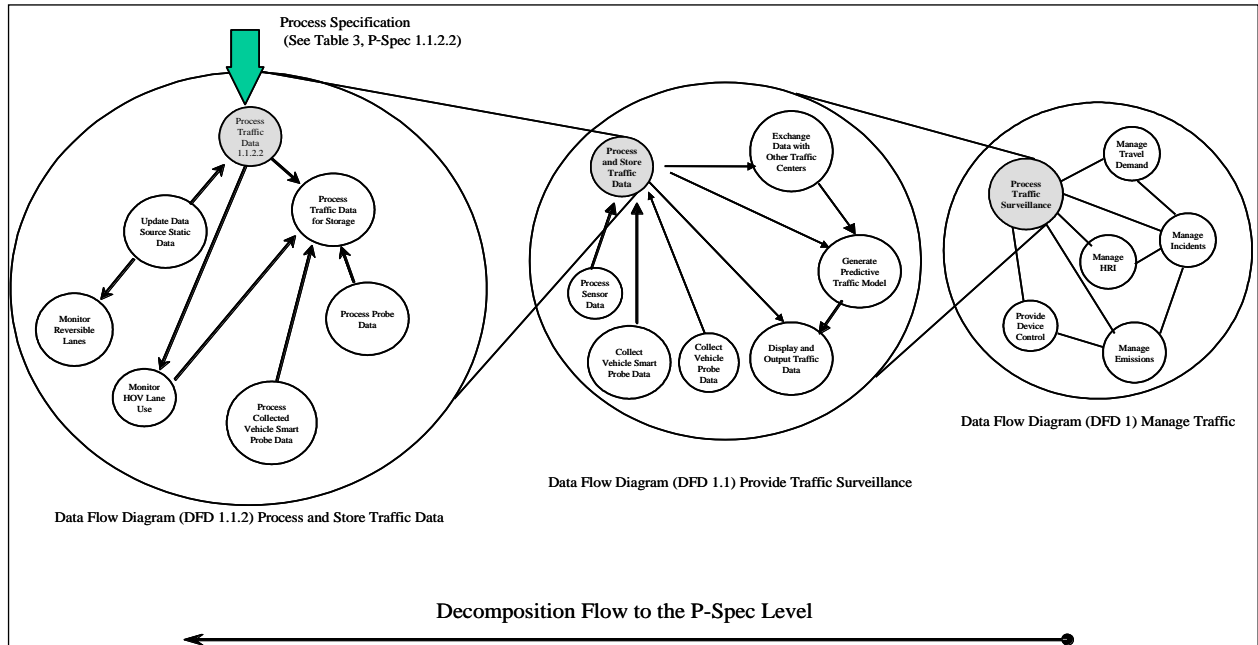 Process Specification
(See Table 3, P-Spec 1.1.2.2)
Process
Traffic
Data
1.1.2.2
Process
Traffic Data
for Storage
Update Data
Source Static
Data
Monitor
Reversible
Lanes
Process Probe
Data
Monitor
HOV Lane
Use
Process
Collected
Vehicle Smart
Probe Data
Data Flow Diagram (DFD 1.1.2) Process and Store Traffic Data
Process
and Store
Traffic
Data
Exchange
Data with
Other Traffic
Centers
Generate
Predictive
Traffic Model
Process
Sensor
Data
Collect
Vehicle Smart
Probe Data
Collect
Vehicle
Probe
Data
Display and
Output Traffic
Data
Data Flow Diagram (DFD 1.1) Provide Traffic Surveillance
Manage
Travel
Demand
Process
Traffic
Surveillance
Manage
Incidents
Manage
HRI
Provide
Device
Control
Manage
Emissions
Data Flow Diagram (DFD 1) Manage Traffic
Decomposition Flow to the P-Spec Level